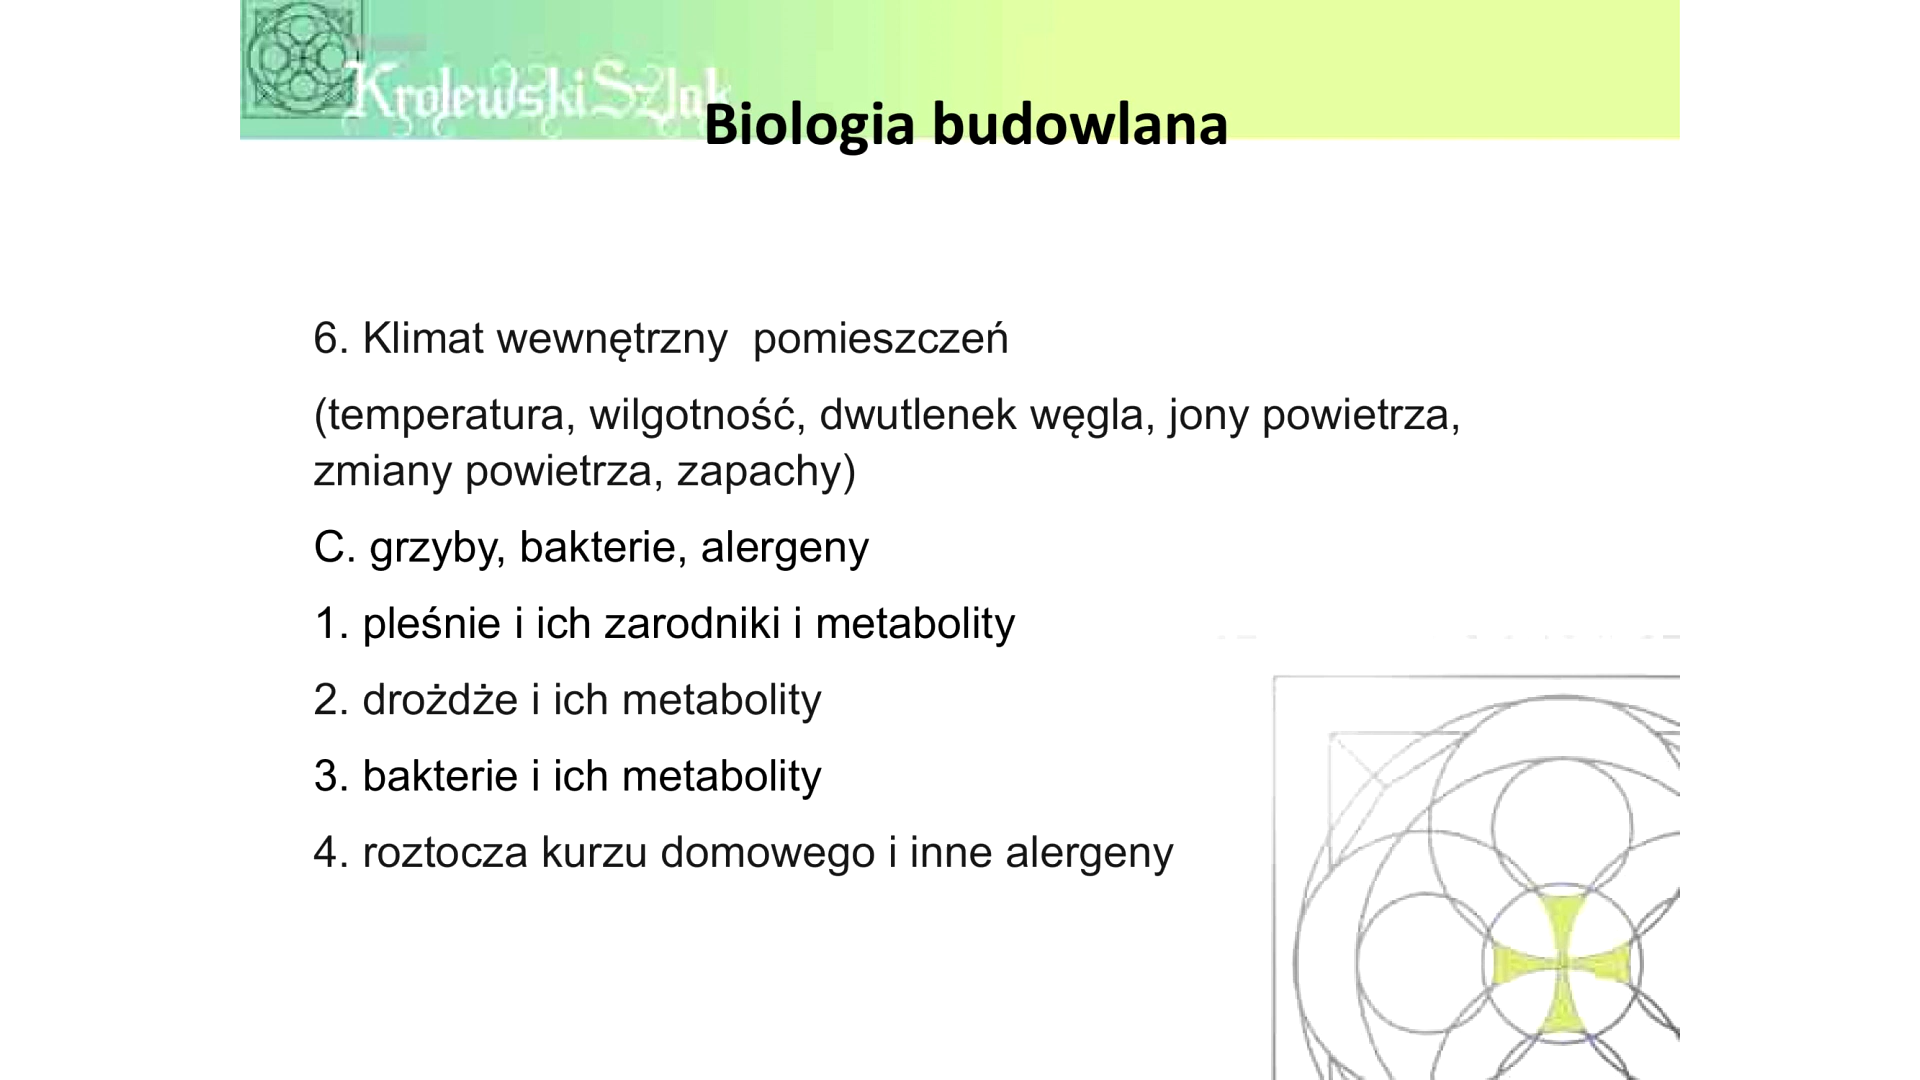 Krolewski Szlak
Biologia budowlana
6. Klimat wewnętrzny  pomieszczeń
(temperatura, wilgotność, dwutlenek węgla, jony powietrza,
zmiany powietrza, zapachy)
C. grzyby, bakterie, alergeny
1. pleśnie i ich zarodniki i metabolity
2. drożdże i ich metabolity
3. bakterie i ich metabolity
4. roztocza kurzu domowego i inne alergeny